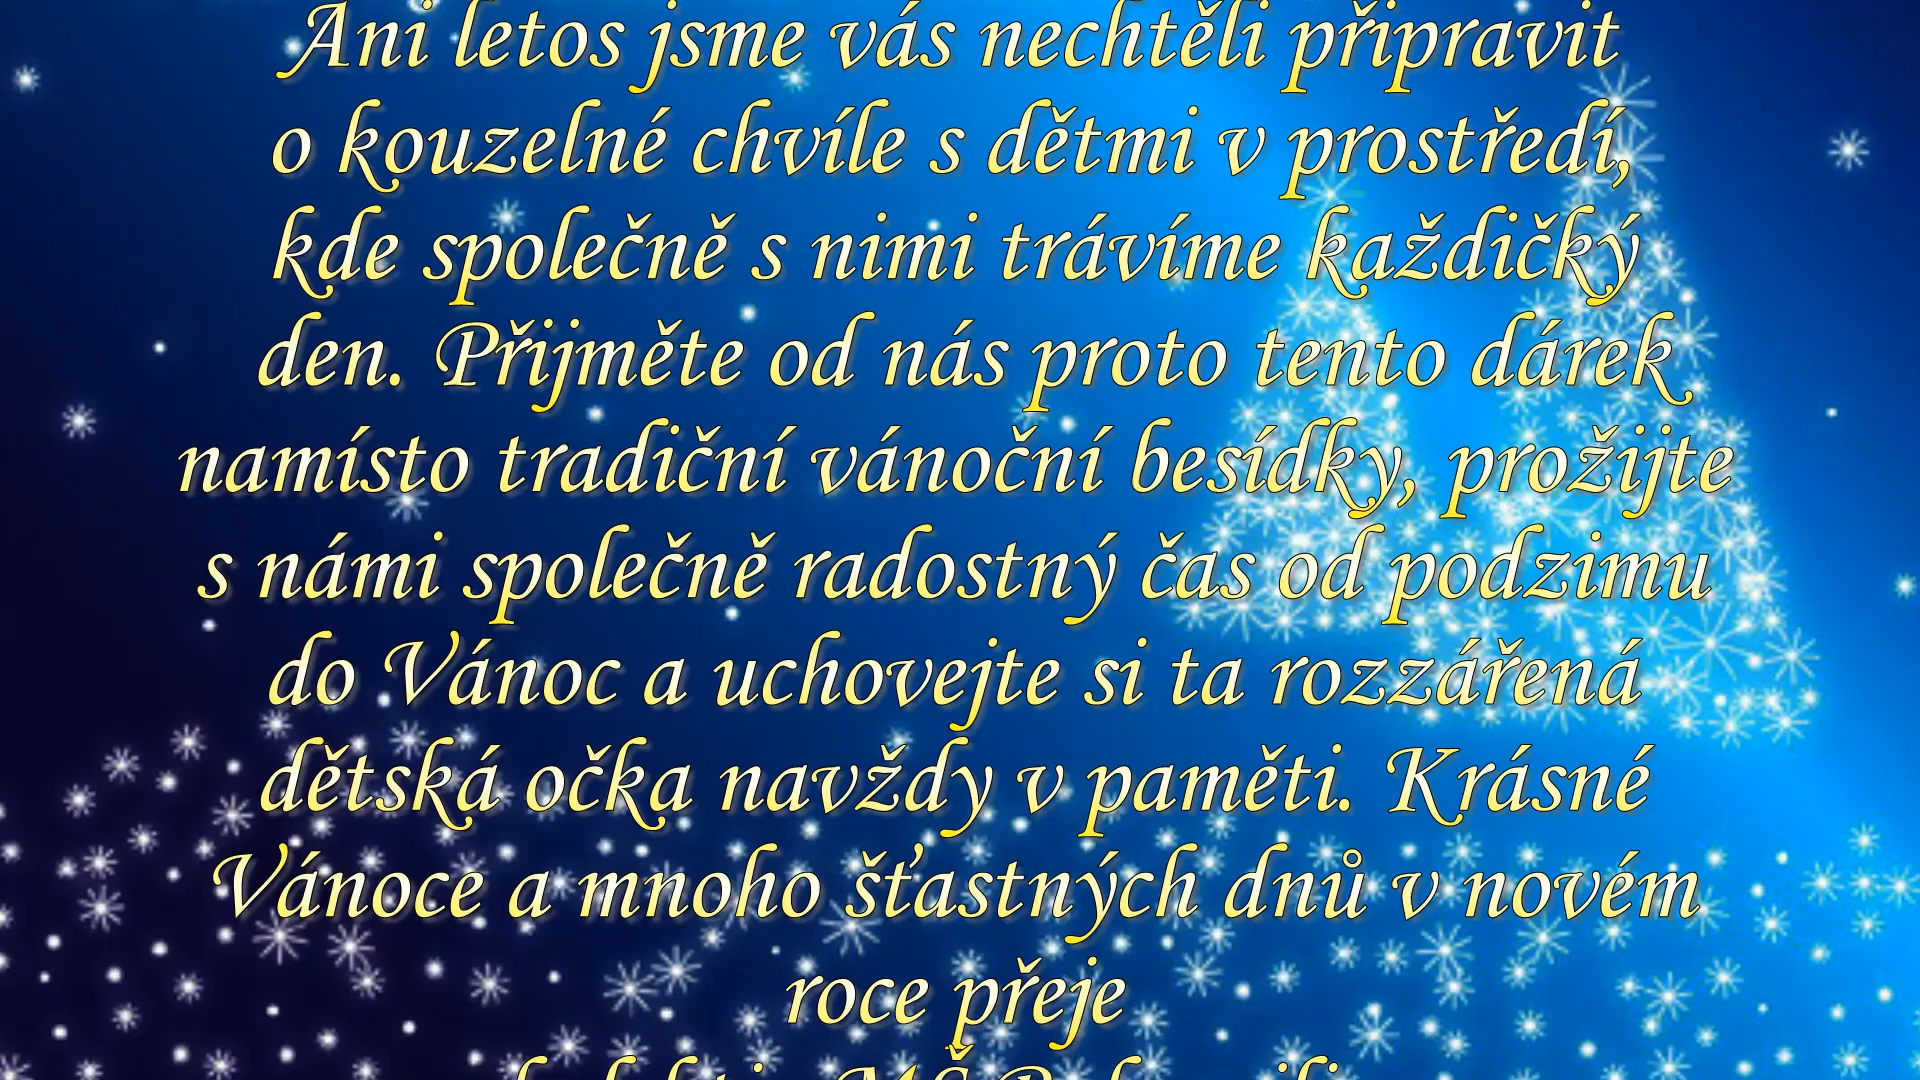 Ani letos jsme vás nechtěli připravit
o kouzelné chvíle s dětmi v prostředí,
kde společně s nimi trávíme každičký
den. Přijměte od nás proto tento dárek
namísto tradiční vánoční besídky, prožijte
s námi společně radostný čas od podzimu
do Vánoc a uchovejte si ta rozzářená
dětská očka navždy v paměti. Krásné
Vánoce a mnoho šťastných dnů v novém
roce přeje
MŠ